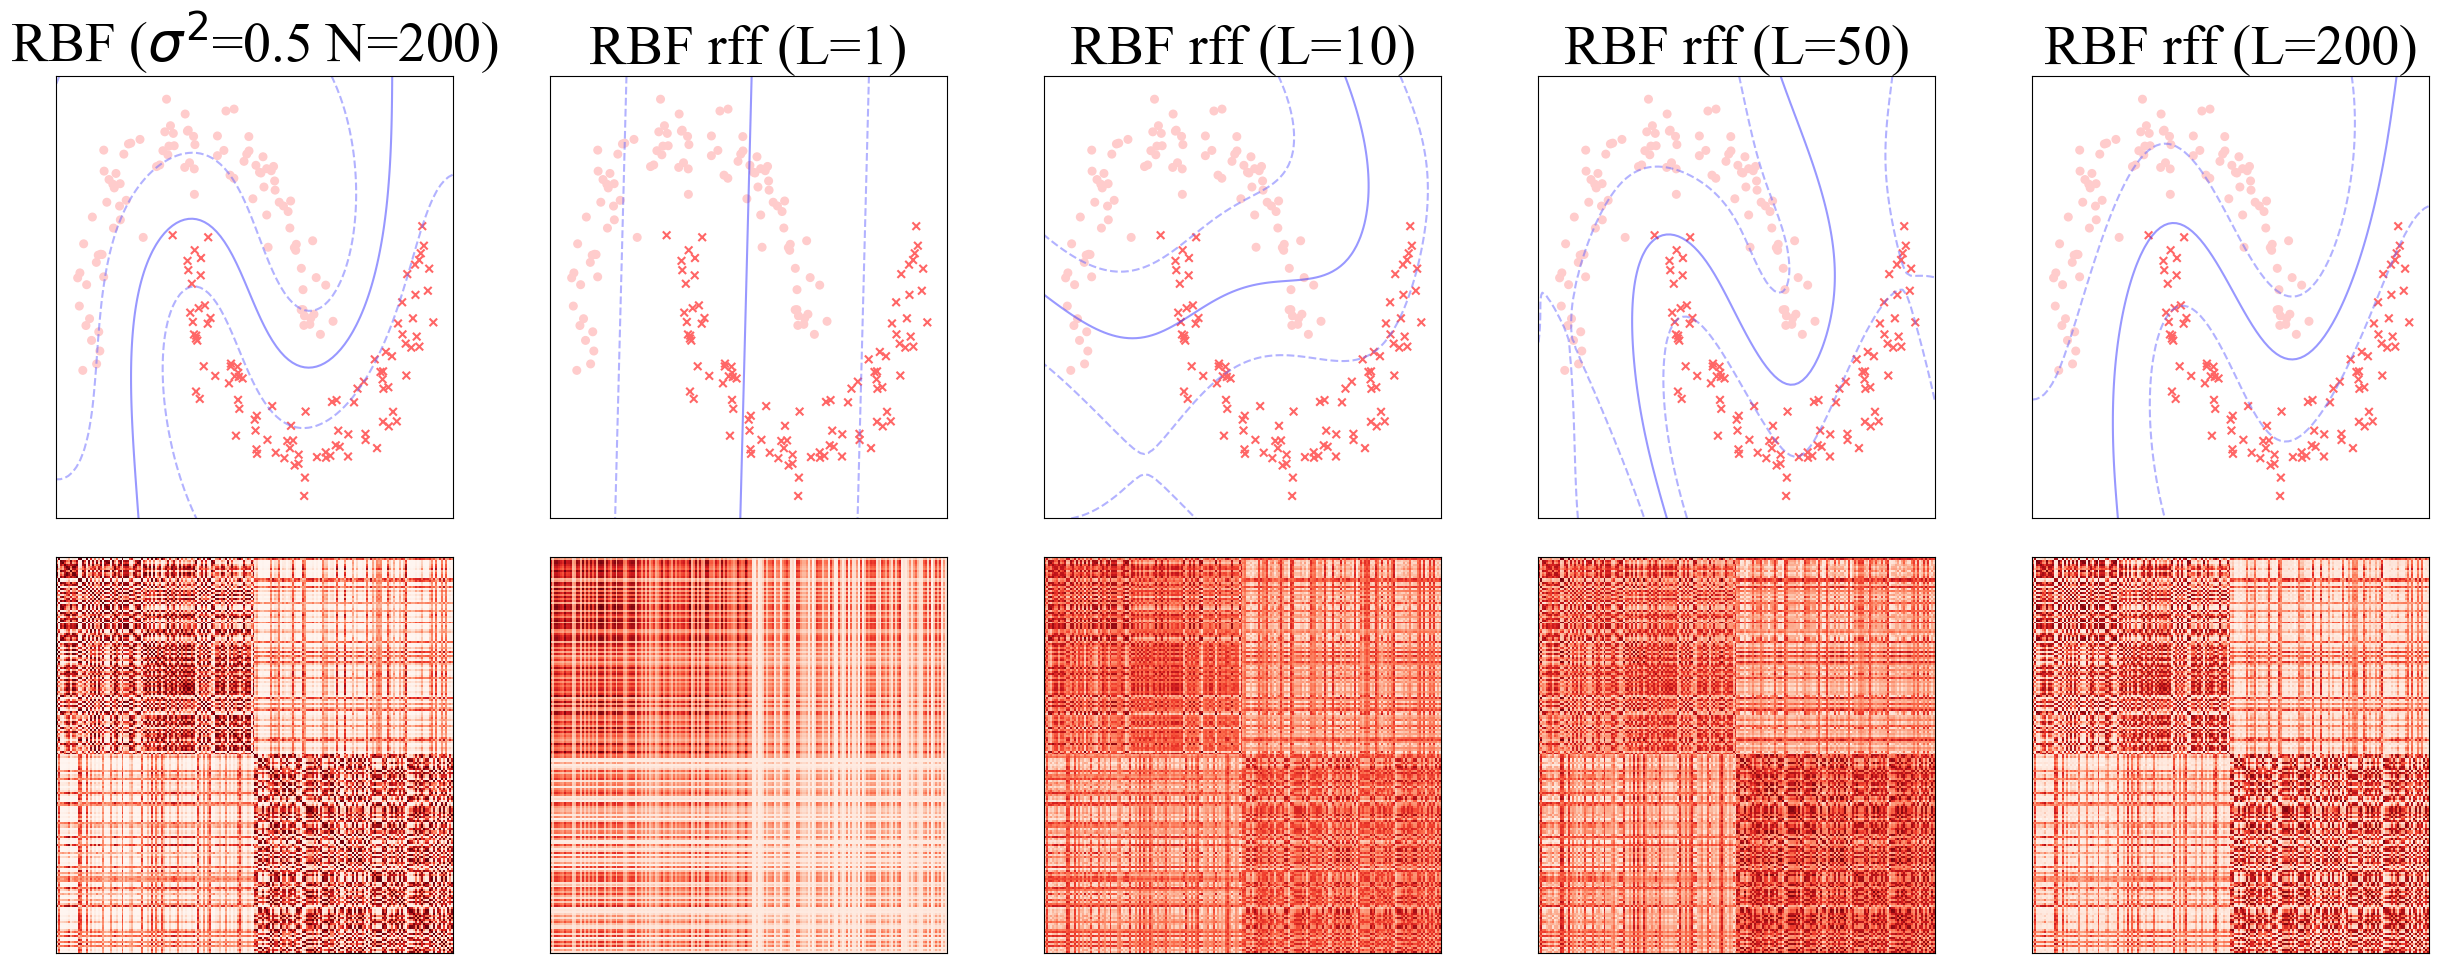 RBF (σ²=0.5 N=200)
RBF rff (L=1)
RBF rff (L=10)
RBF rff (L=50)
RBF rff (L=200)